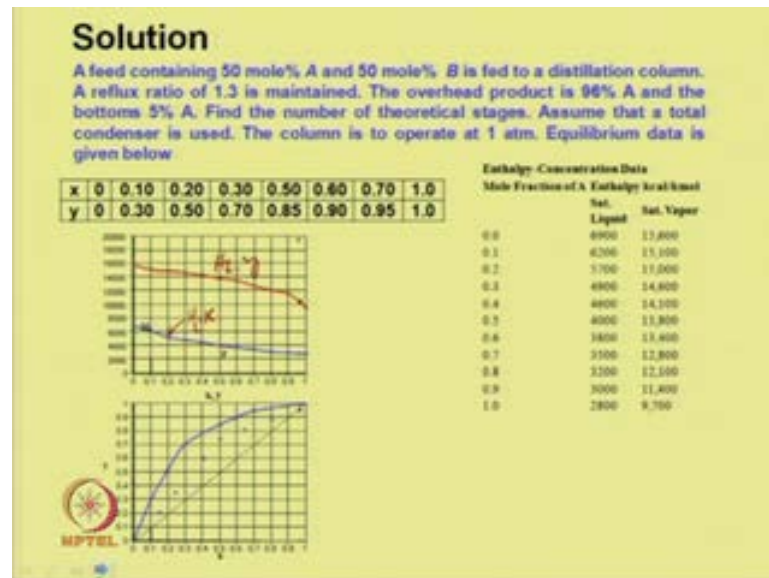 Solution
A feed containing 50 mole% A and 50 mole% B is fed to a distillation column.
A reflux ratio of 1.3 is maintained. The overhead product is 96% A and the
bottoms 5% A. Find the number of theoretical stages. Assume that a total
condenser is used. The column is to operate at 1 atm. Equilibrium data is
given below
x 0 0.10 0.20 0.30 0.50 0.60 0.70 1.0
y 0 0.30 0.50 0.70 0.85 0.90 0.95 1.0
Enthalpy-Concentration Data
Mole Fraction of A Enthalpy kcal/kmol
Sat. Liquid Sat. Vapor
0.0 6900
0.1 6200 15,100
0.2 5700 15,000
0.3 4900 14,600
0.4 4600 14,100
0.5 4000 13,800
0.6 3800 13,400
0.7 3500 12,800
0.8 3200 12,100
0.9 3000 11,400
1.0 2800 9,700
NPTEL